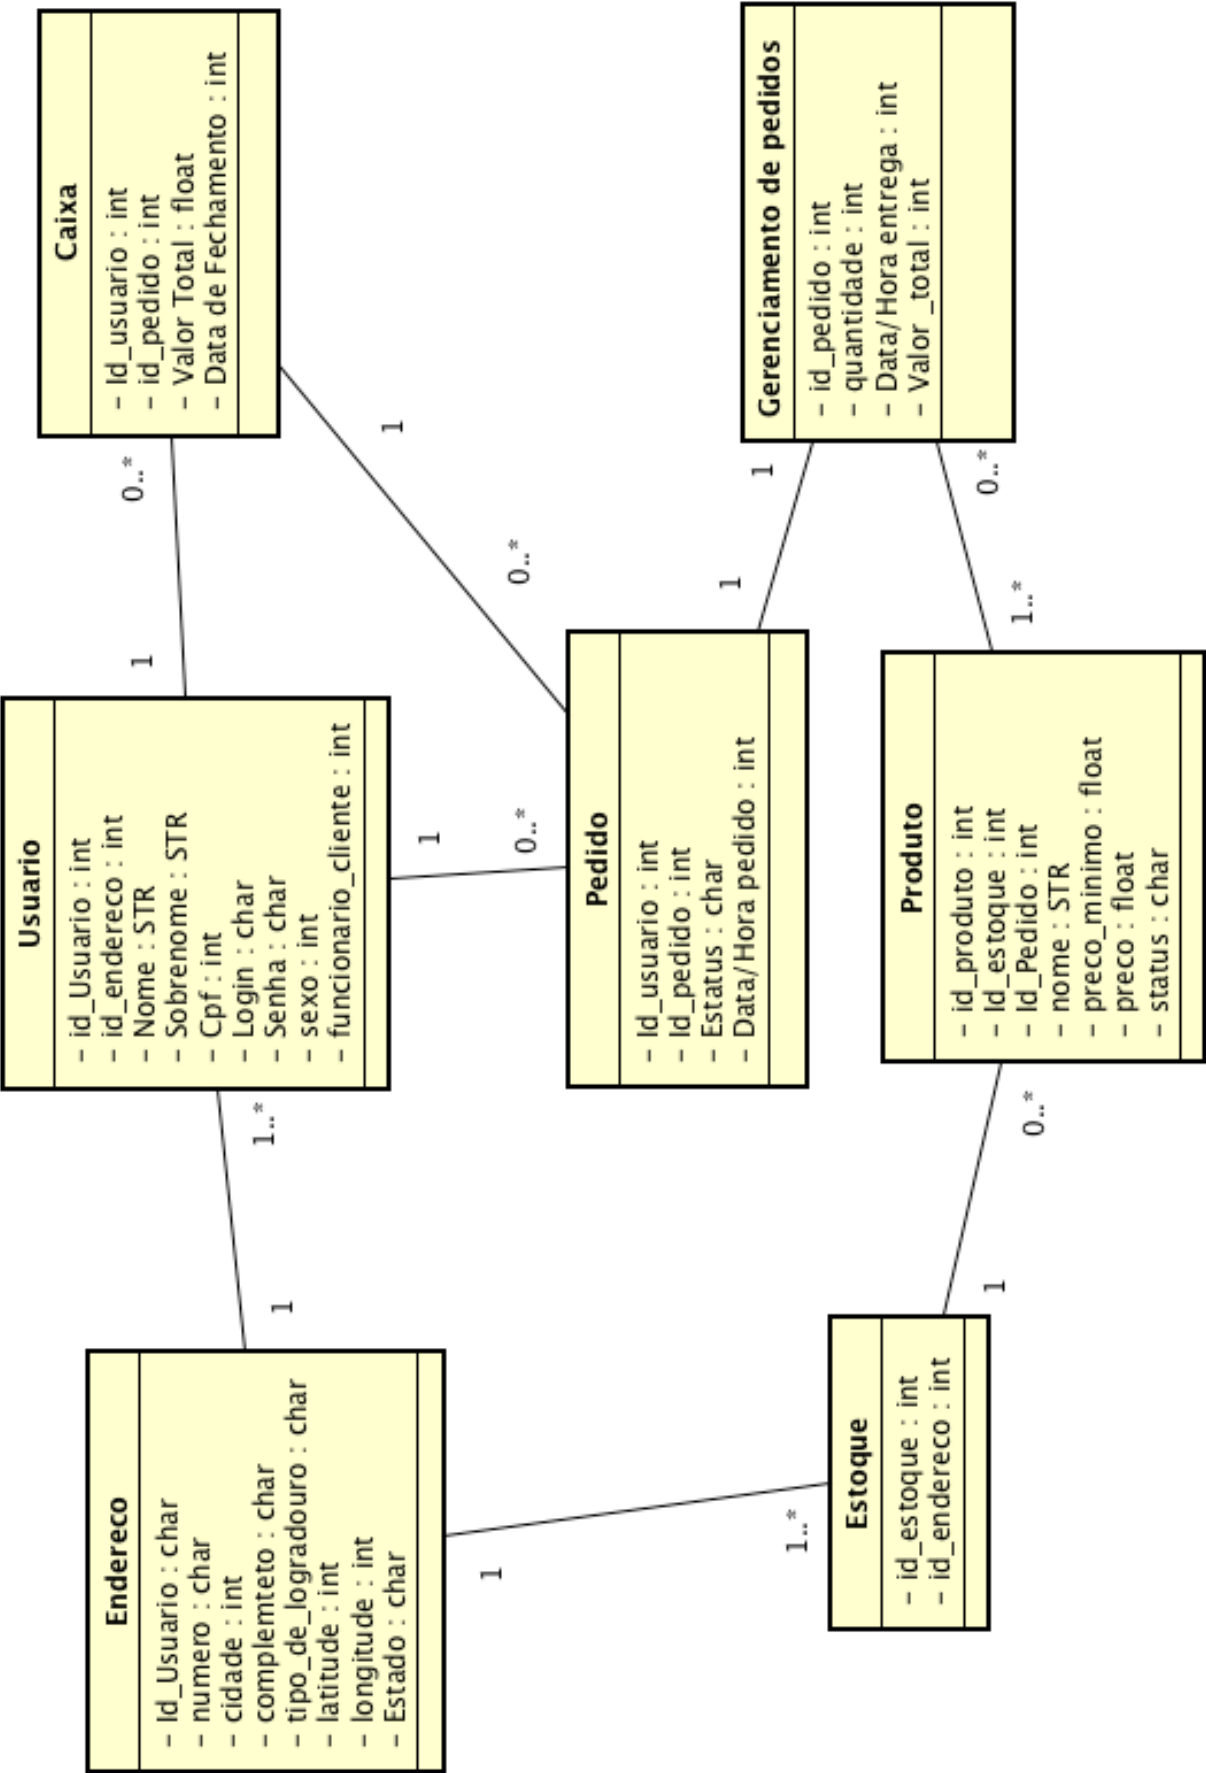 Endereco
- Id_Usuario : char
- numero : char
- cidade : int
- complemteto : char
- tipo_de_logradouro : char
- latitude : int
- longitude : int
- Estado : char
1
1..*
Usuario
- id_Usuario : int
- id_endereco : int
- Nome : STR
- Sobrenome : STR
- Cpf : int
- Login : char
- Senha : char
- sexo : int
- funcionario_cliente : int
1
0..*
Caixa
- Id_usuario : int
- id_pedido : int
- Valor Total : float
- Data de Fechamento : int
1
0..*
1
0..*
Pedido
- Id_usuario : int
- Id_pedido : int
- Estatus : char
- Data/Hora pedido : int
1
1
Gerenciamento de pedidos
- id_pedido : int
- quantidade : int
- Data/Hora entrega : int
- Valor _total : int
1
1..*
Estoque
- id_estoque : int
- id_endereco : int
1
0..*
Produto
- id_produto : int
- Id_estoque : int
- Id_Pedido : int
- nome : STR
- preco_minimo : float
- preco : float
- status : char
1..*
0..*